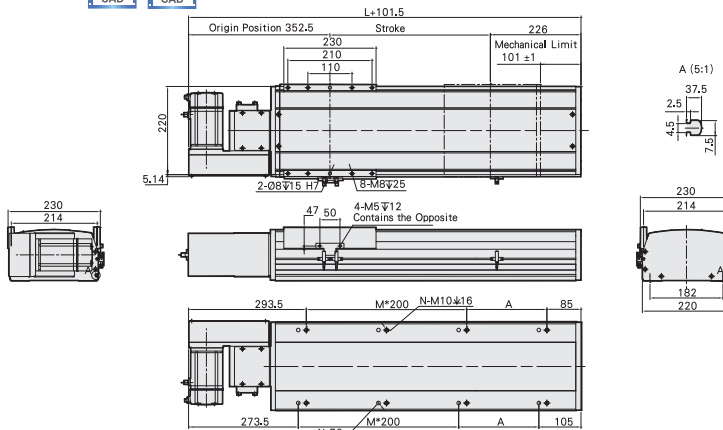 CAD CAD
L+101.5
Origin Position 352.5 Stroke 226
230 Mechanical Limit
210 101 ±1
110
A (5:1)
37.5
2.5
4.5
7.5
220
5.14
2-Ø8↧15 H7 8-M8↧25
230
214
A
47 50 4-M5↧12
Contains the Opposite
230
214
A
182
220
293.5 M*200 N-M10↧16 A 85
273.5 M*200 A 105